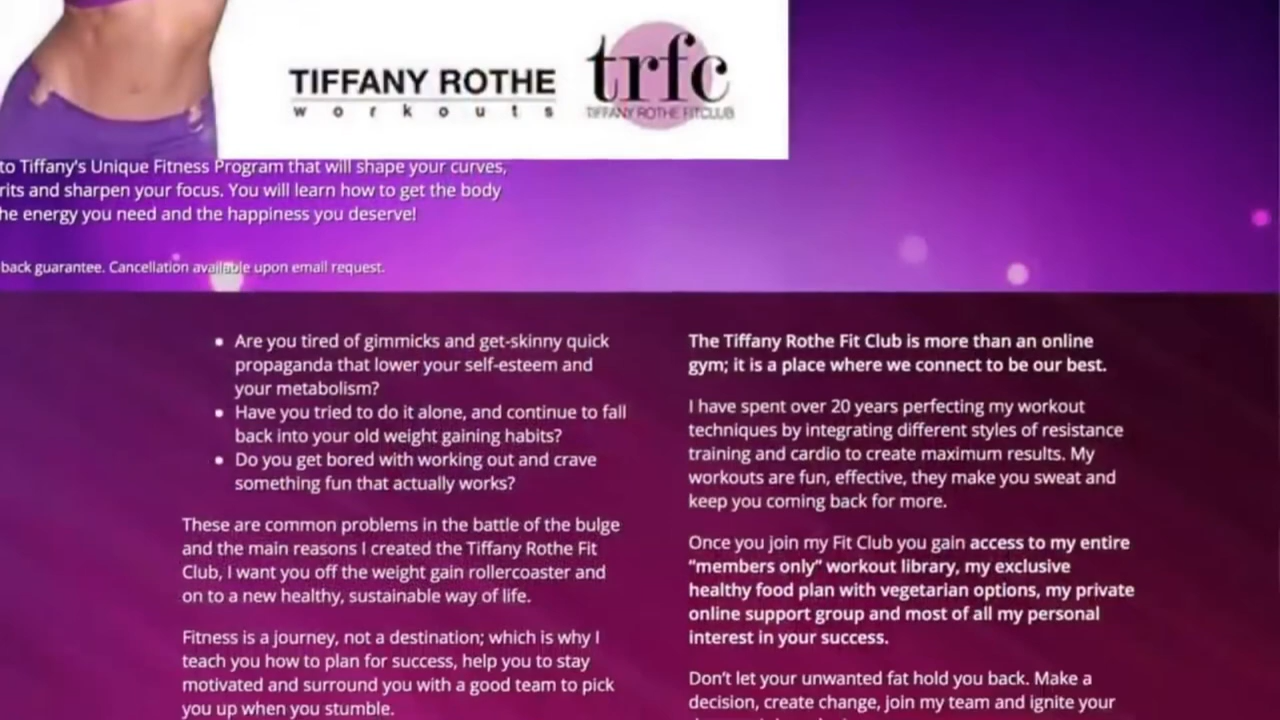 TIFFANY ROTHE
workouts
trfc
TIFFANY ROTHE FITCLUB
to Tiffany's Unique Fitness Program that will shape your curves,
rits and sharpen your focus. You will learn how to get the body
he energy you need and the happiness you deserve!
back guarantee. Cancellation available upon email request.
• Are you tired of gimmicks and get-skinny quick
propaganda that lower your self-esteem and
your metabolism?
• Have you tried to do it alone, and continue to fall
back into your old weight gaining habits?
• Do you get bored with working out and crave
something fun that actually works?
These are common problems in the battle of the bulge
and the main reasons I created the Tiffany Rothe Fit
Club, I want you off the weight gain rollercoaster and
on to a new healthy, sustainable way of life.
Fitness is a journey, not a destination; which is why I
teach you how to plan for success, help you to stay
motivated and surround you with a good team to pick
you up when you stumble.
The Tiffany Rothe Fit Club is more than an online
gym; it is a place where we connect to be our best.
I have spent over 20 years perfecting my workout
techniques by integrating different styles of resistance
training and cardio to create maximum results. My
workouts are fun, effective, they make you sweat and
keep you coming back for more.
Once you join my Fit Club you gain access to my entire
“members only” workout library, my exclusive
healthy food plan with vegetarian options, my private
online support group and most of all my personal
interest in your success.
Don't let your unwanted fat hold you back. Make a
decision, create change, join my team and ignite your